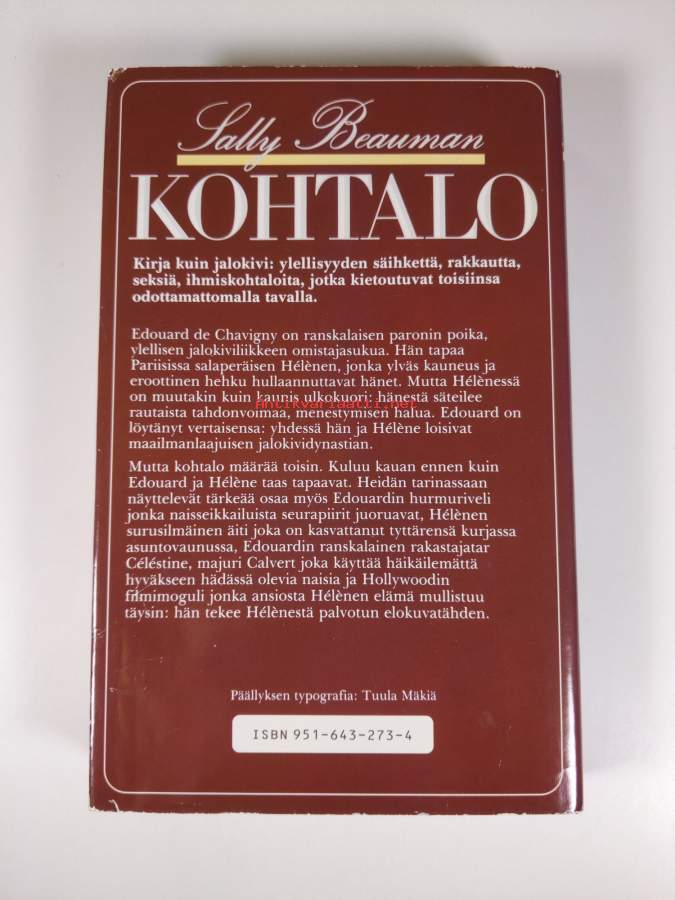 Sally Beauman
KOHTALO
Kirja kuin jalokivi: ylellisyyden säihkettä, rakkautta,
seksiä, ihmiskohtaloita, jotka kietoutuvat toisiinsa
odottamattomalla tavalla.
Edouard de Chavigny on ranskalaisen paronin poika,
ylellisen jalokiviliikkeen omistajasukua. Hän tapaa
Pariisissa salaperäisen Hélènen, jonka ylväs kauneus ja
eroottinen hehku hullaannuttavat hänet. Mutta Hélènessä
on muutakin kuin kaunis ulkokuori: hänestä säteilee
Antikvariaatti.net
rautaista tahdonvoimaa, menestymisen halua. Edouard on
löytänyt vertaisensa: yhdessä hän ja Hélène loisivat
maailmanlaajuisen jalokividynastian.
Mutta kohtalo määrää toisin. Kuluu kauan ennen kuin
Edouard ja Hélène taas tapaavat. Heidän tarinassaan
näyttelevät tärkeää osaa myös Edouardin hurmuriveli
jonka naisseikkailuista seurapiirit juoruavat, Hélènen
surusilmäinen äiti joka on kasvattanut tyttärensä kurjassa
asuntovaunussa, Edouardin ranskalainen rakastajatar
Céléstine, majuri Calvert joka käyttää häikäilemättä
hyväkseen hädässä olevia naisia ja Hollywoodin
filmimoguli jonka ansiosta Hélènen elämä mullistuu
täysin: hän tekee Hélènestä palvotun elokuvatähden.
Päällyksen typografia: Tuula Mäkiä
ISBN 951-643-273-4